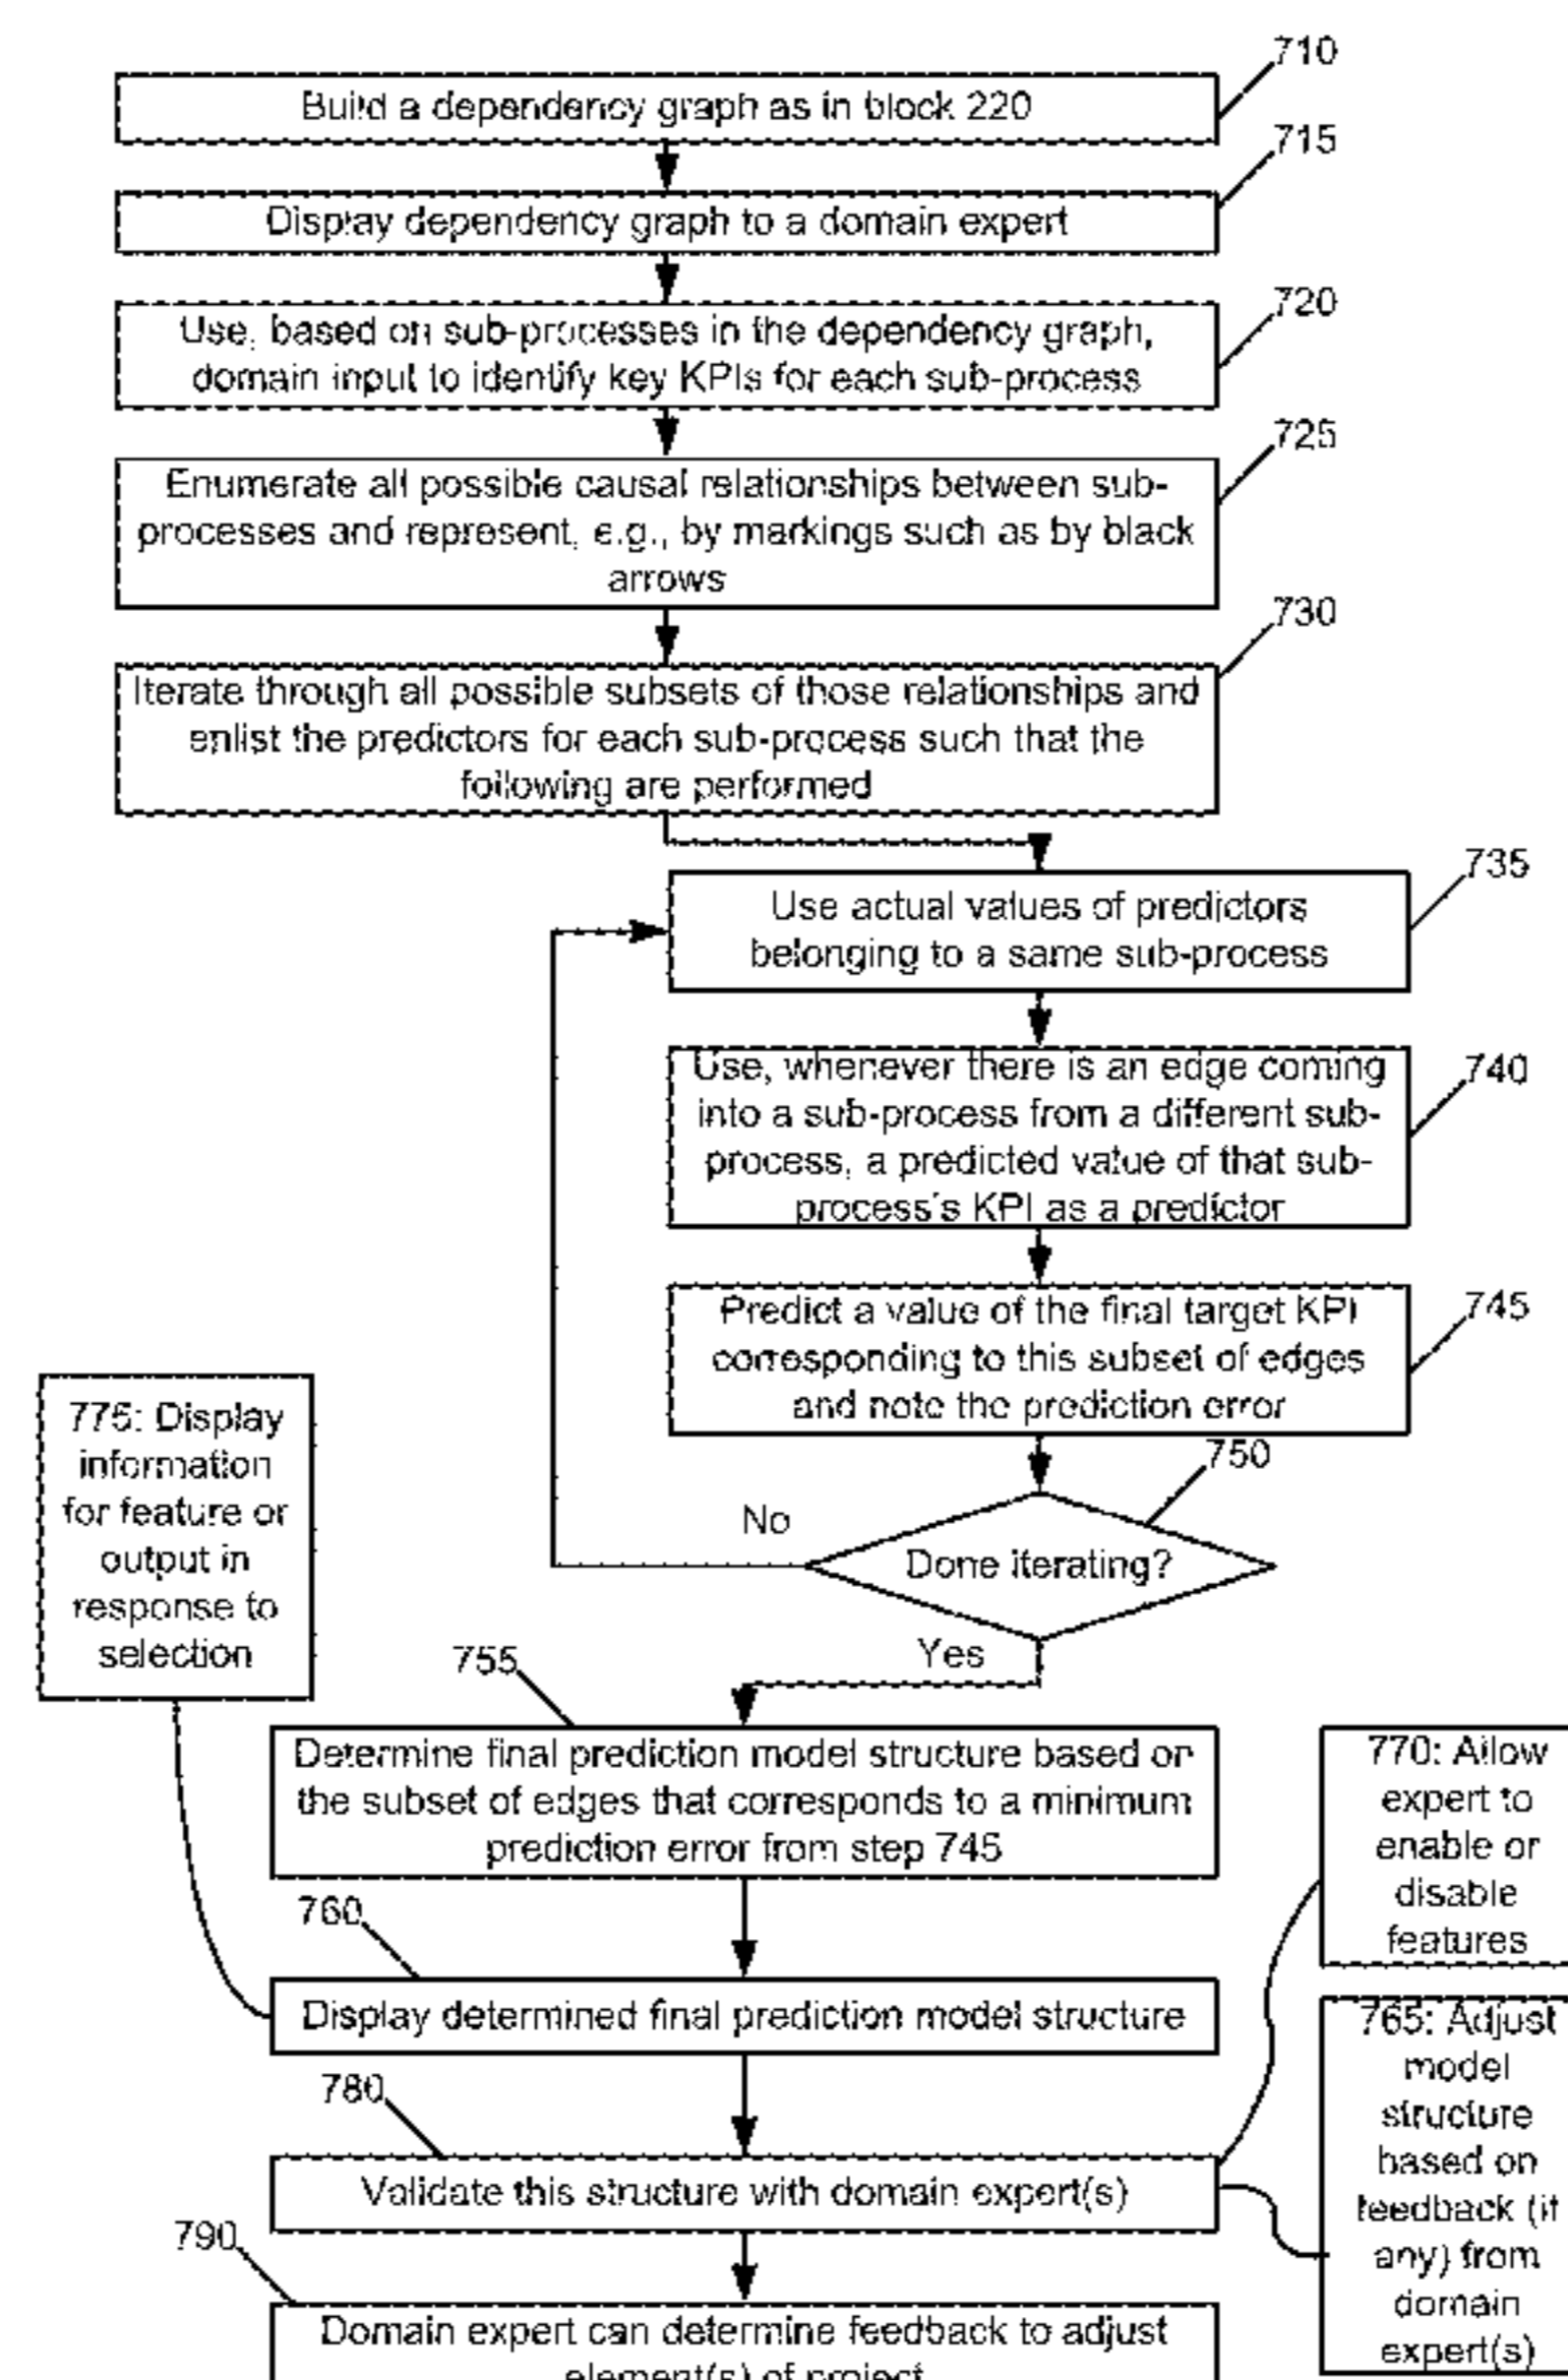 710
Build a dependency graph as in block 220
715
Display dependency graph to a domain expert
720
Use, based on sub-processes in the dependency graph,
domain input to identify key KPIs for each sub-process
725
Enumerate all possible causal relationships between sub-
processes and represent, e.g., by markings such as by black
arrows
730
Iterate through all possible subsets of those relationships and
enlist the predictors for each sub-process such that the
following are performed
735
Use actual values of predictors
belonging to a same sub-process
740
Use, whenever there is an edge coming
into a sub-process from a different sub-
process, a predicted value of that sub-
process's KPI as a predictor
745
Predict a value of the final target KPI
corresponding to this subset of edges
and note the prediction error
750
Done iterating?
No
Yes
775: Display
information
for feature or
output in
response to
selection
755
Determine final prediction model structure based on
the subset of edges that corresponds to a minimum
prediction error from step 745
760
Display determined final prediction model structure
770: Allow
expert to
enable or
disable
features
765: Adjust
model
structure
based on
feedback (if
any) from
domain
expert(s)
780
Validate this structure with domain expert(s)
790
Domain expert can determine feedback to adjust
element(s) of project